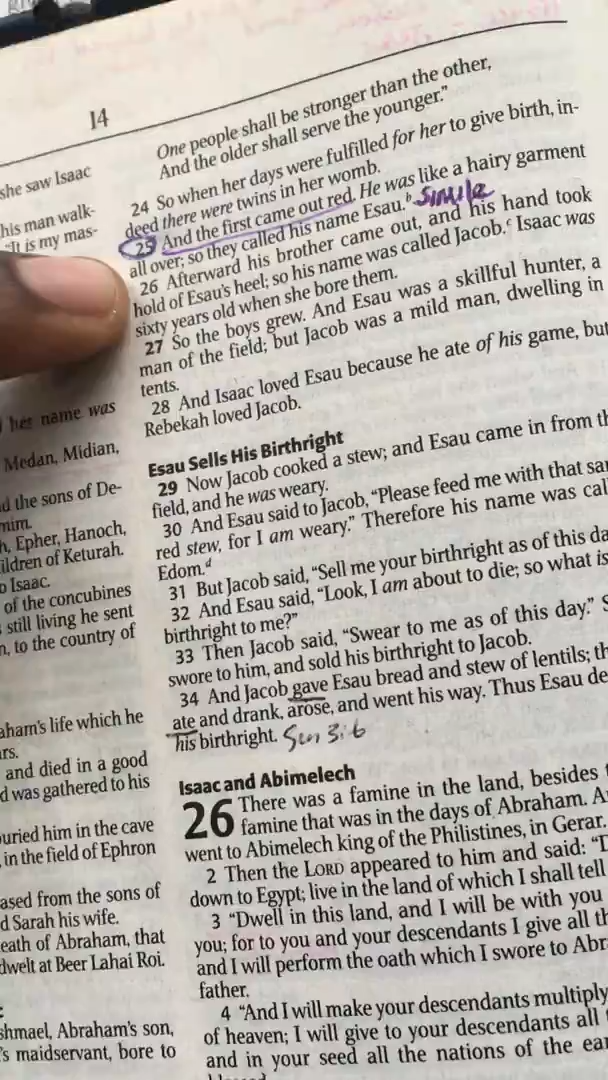 14
she saw Isaac
his man walk-
"It is my mas-
her name was
Medan, Midian,
d the sons of De-
mim.
h, Epher, Hanoch,
ildren of Keturah.
o Isaac.
of the concubines
still living he sent
n, to the country of
aham's life which he
rs.
and died in a good
d was gathered to his
ouried him in the cave
in the field of Ephron
ased from the sons of
d Sarah his wife.
eath of Abraham, that
dwelt at Beer Lahai Roi.
shmael, Abraham's son,
's maidservant, bore to
One people shall be stronger than the other,
And the older shall serve the younger."
24 So when her days were fulfilled for her to give birth, in-
deed there were twins in her womb.
25 And the first came out red. He was like a hairy garment
all over; so they called his name Esau.b simile
26 Afterward his brother came out, and his hand took
hold of Esau's heel; so his name was called Jacob.c Isaac was
sixty years old when she bore them.
27 So the boys grew. And Esau was a skillful hunter, a
man of the field; but Jacob was a mild man, dwelling in
tents.
28 And Isaac loved Esau because he ate of his game, but
Rebekah loved Jacob.
Esau Sells His Birthright
29 Now Jacob cooked a stew; and Esau came in from th
field, and he was weary.
30 And Esau said to Jacob, "Please feed me with that sa
red stew, for I am weary." Therefore his name was cal
Edom.d
31 But Jacob said, "Sell me your birthright as of this da
32 And Esau said, "Look, I am about to die; so what is
birthright to me?"
33 Then Jacob said, "Swear to me as of this day." S
swore to him, and sold his birthright to Jacob.
34 And Jacob gave Esau bread and stew of lentils; th
ate and drank, arose, and went his way. Thus Esau de
his birthright. Gen 3:6
Isaac and Abimelech
26 There was a famine in the land, besides t
famine that was in the days of Abraham. A
went to Abimelech king of the Philistines, in Gerar.
2 Then the LORD appeared to him and said: "D
down to Egypt; live in the land of which I shall tell
3 "Dwell in this land, and I will be with you
you; for to you and your descendants I give all th
and I will perform the oath which I swore to Abr
father.
4 "And I will make your descendants multiply
of heaven; I will give to your descendants all t
and in your seed all the nations of the ear